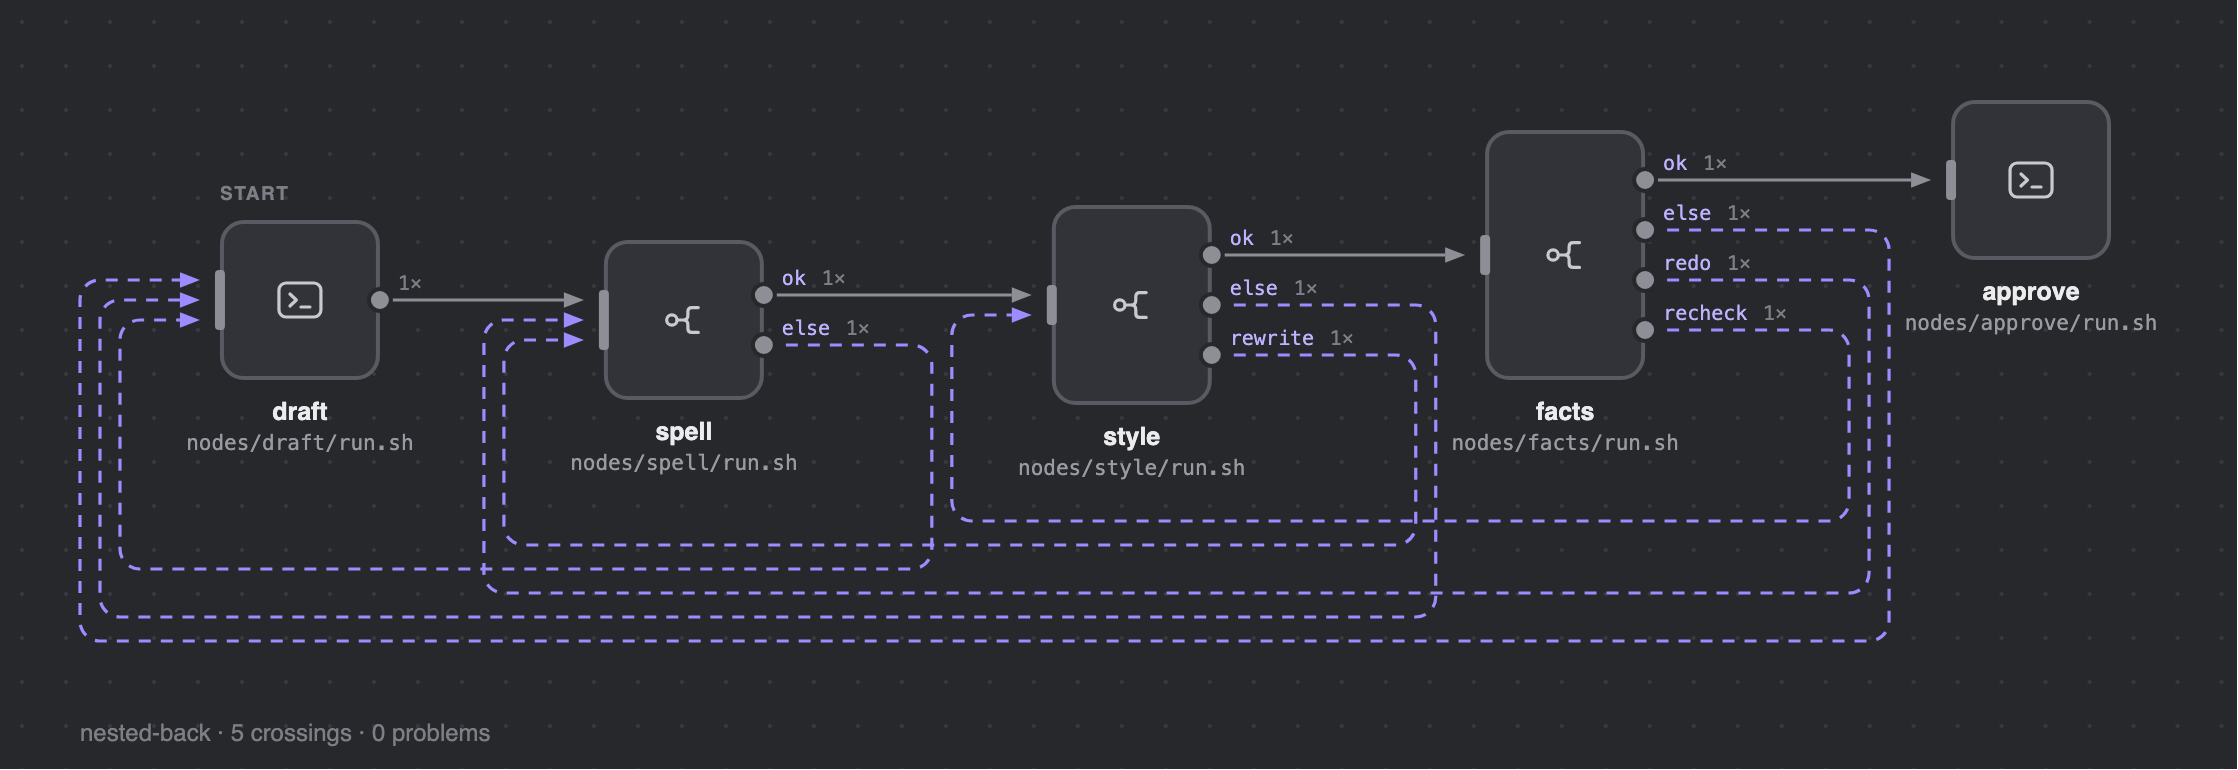 START
1×
draft
nodes/draft/run.sh
ok 1×
else 1×
spell
nodes/spell/run.sh
ok 1×
else 1×
rewrite 1×
style
nodes/style/run.sh
ok 1×
else 1×
redo 1×
recheck 1×
facts
nodes/facts/run.sh
approve
nodes/approve/run.sh
nested-back · 5 crossings · 0 problems